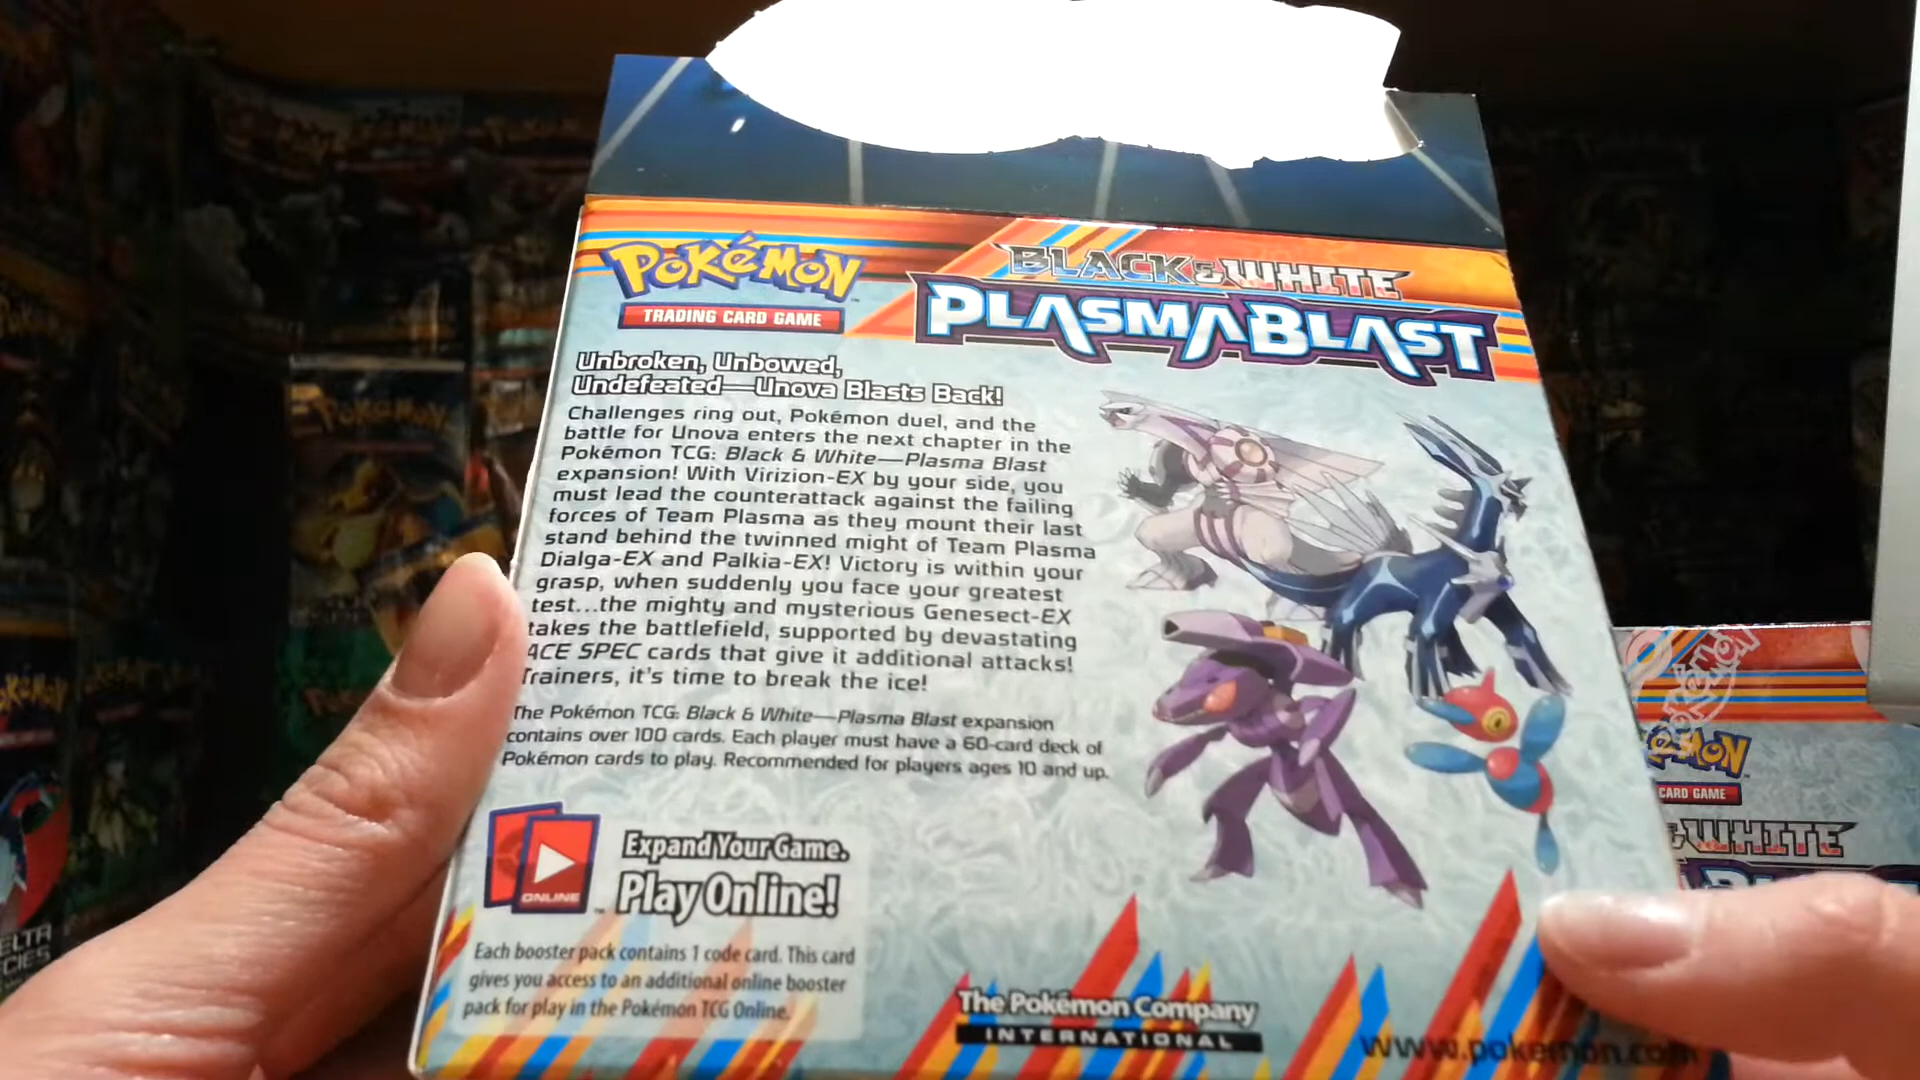 POKéMON
TRADING CARD GAME
BLACK & WHITE
PLASMA BLAST
Unbroken, Unbowed,
Undefeated—Unova Blasts Back!
Challenges ring out, Pokémon duel, and the
battle for Unova enters the next chapter in the
Pokémon TCG: Black & White—Plasma Blast
expansion! With Virizion-EX by your side, you
must lead the counterattack against the failing
forces of Team Plasma as they mount their last
stand behind the twinned might of Team Plasma
Dialga-EX and Palkia-EX! Victory is within your
grasp, when suddenly you face your greatest
test...the mighty and mysterious Genesect-EX
takes the battlefield, supported by devastating
ACE SPEC cards that give it additional attacks!
Trainers, it's time to break the ice!
The Pokémon TCG: Black & White—Plasma Blast expansion
contains over 100 cards. Each player must have a 60-card deck of
Pokémon cards to play. Recommended for players ages 10 and up.
ONLINE
Expand Your Game.
Play Online!
Each booster pack contains 1 code card. This card
gives you access to an additional online booster
pack for play in the Pokémon TCG Online.
The Pokémon Company
INTERNATIONAL
www.pokemon.com
Pokémon
CARD GAME
& WHITE
POKéMON
POKéMON